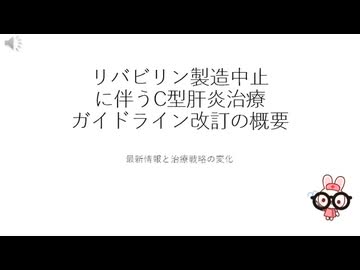 リバビリン製造中止
に伴うC型肝炎治療
ガイドライン改訂の概要
最新情報と治療戦略の変化